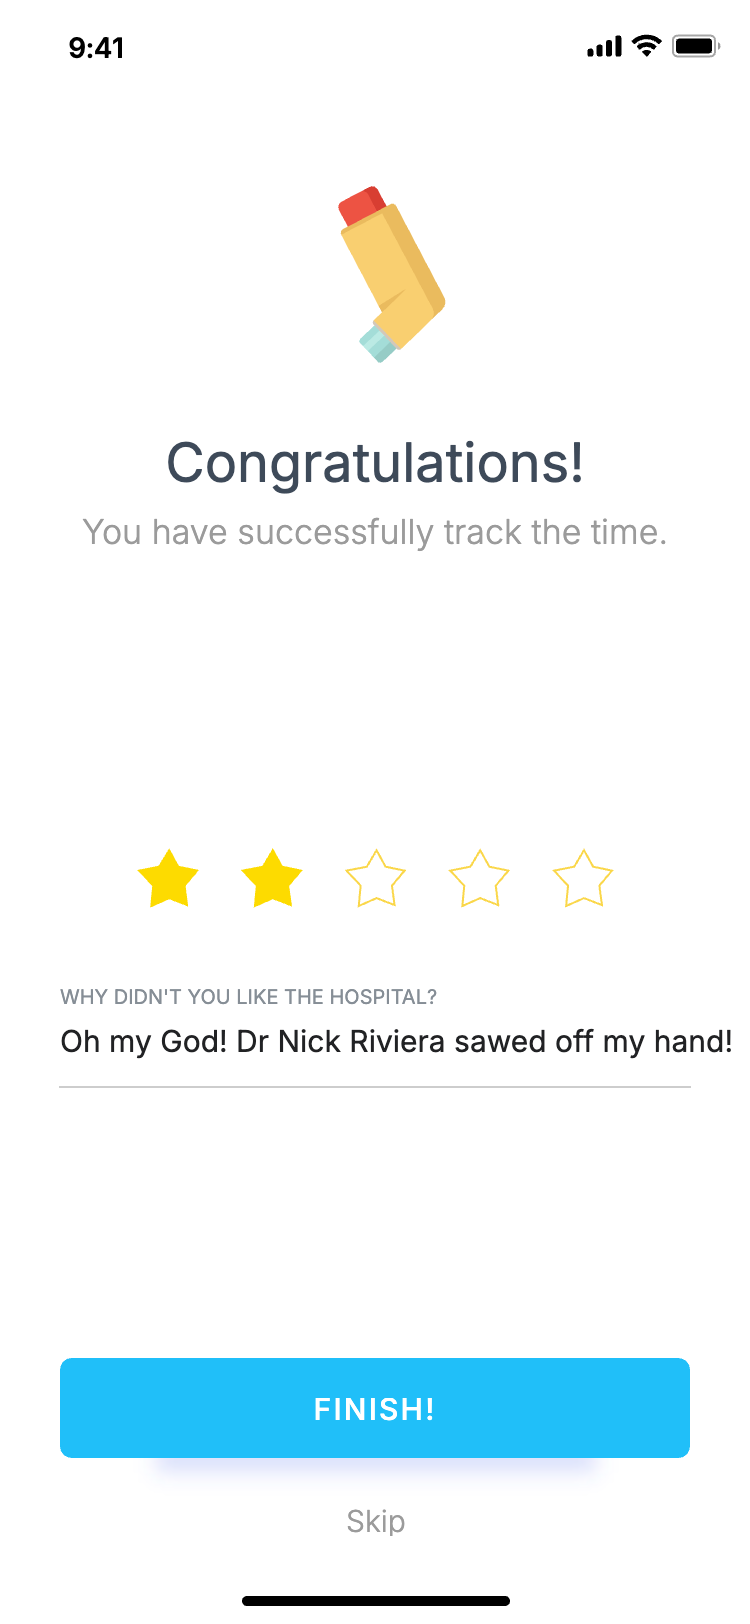 9:41
Congratulations!
You have successfully track the time.
WHY DIDN'T YOU LIKE THE HOSPITAL?
Oh my God! Dr Nick Riviera sawed off my hand!
FINISH!
Skip